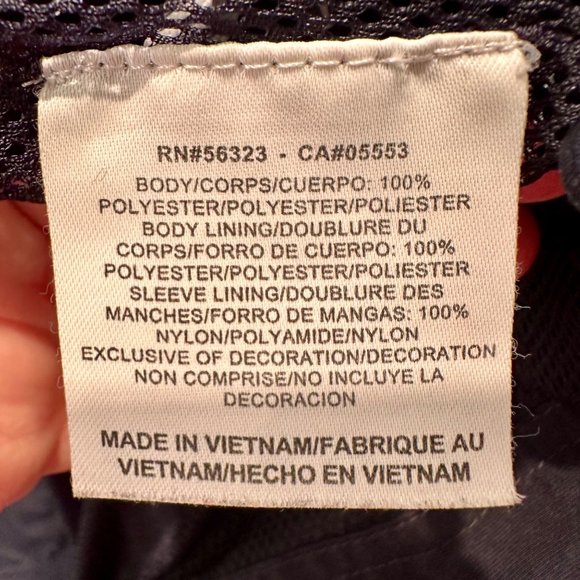 RN#56323 - CA#05553
BODY/CORPS/CUERPO: 100%
POLYESTER/POLYESTER/POLIESTER
BODY LINING/DOUBLURE DU
CORPS/FORRO DE CUERPO: 100%
POLYESTER/POLYESTER/POLIESTER
SLEEVE LINING/DOUBLURE DES
MANCHES/FORRO DE MANGAS: 100%
NYLON/POLYAMIDE/NYLON
EXCLUSIVE OF DECORATION/DECORATION
NON COMPRISE/NO INCLUYE LA
DECORACION
MADE IN VIETNAM/FABRIQUE AU
VIETNAM/HECHO EN VIETNAM